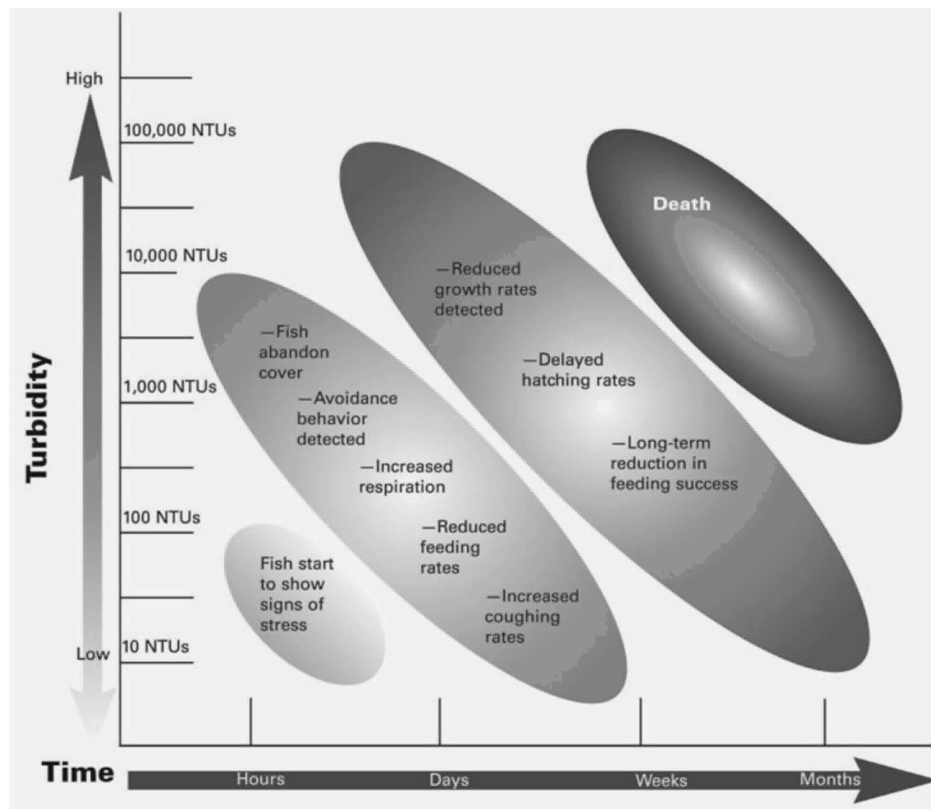 High
100,000 NTUs
10,000 NTUs
1,000 NTUs
100 NTUs
Low
10 NTUs
Turbidity
Death
—Reduced
growth rates
detected
—Delayed
hatching rates
—Long-term
reduction in
feeding success
—Fish
abandon
cover
—Avoidance
behavior
detected
—Increased
respiration
—Reduced
feeding
rates
—Increased
coughing
rates
Fish start
to show
signs of
stress
Time
Hours
Days
Weeks
Months